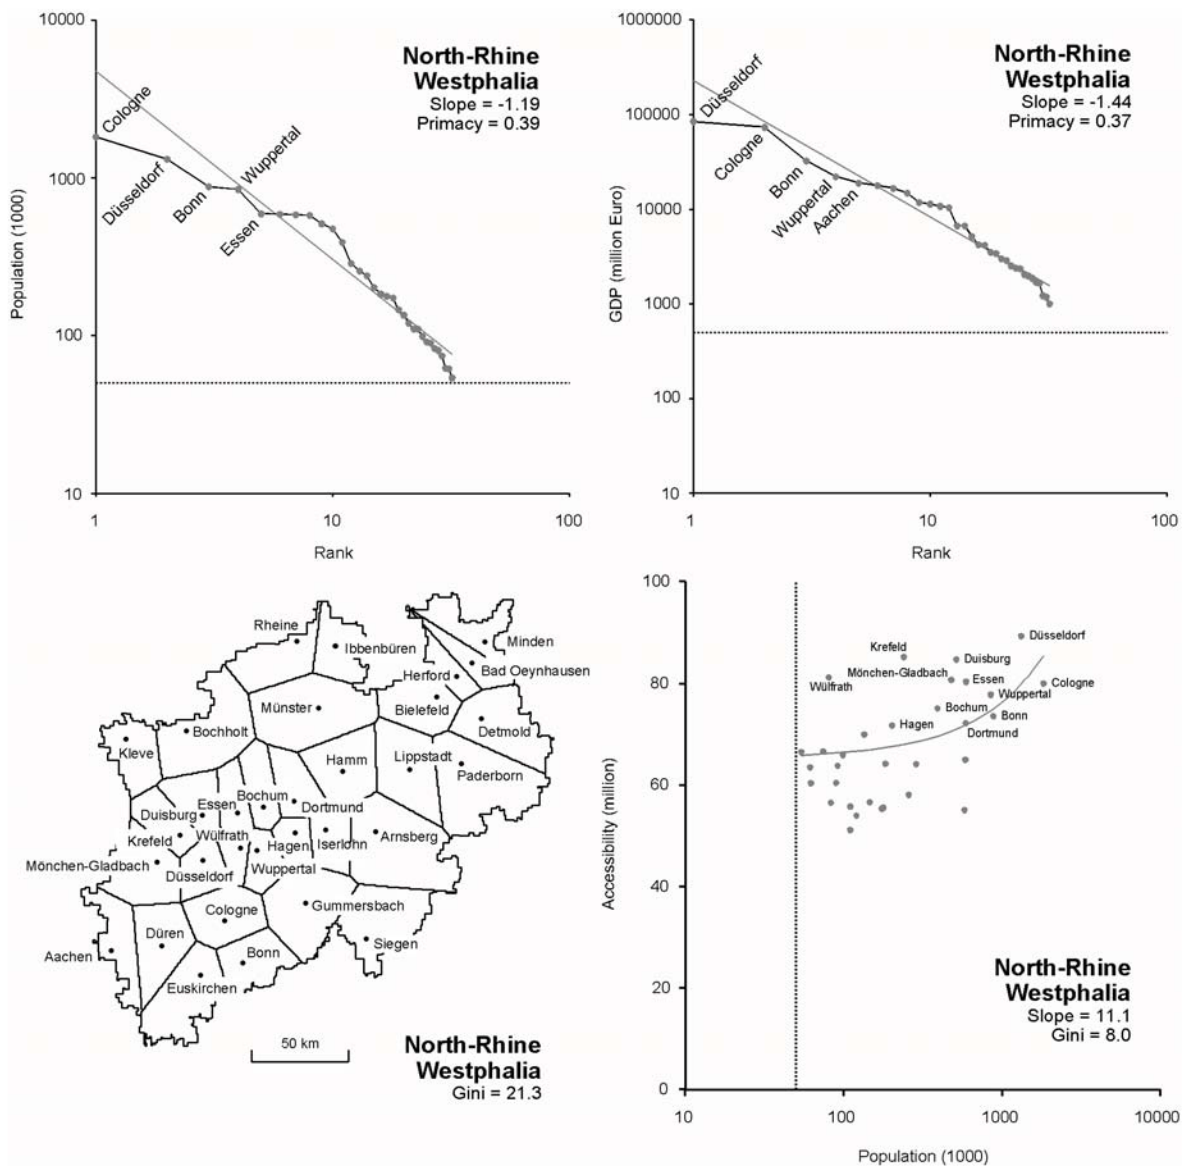 10000
1000
100
10
Population (1000)
1
10
100
Rank
Cologne
Düsseldorf
Bonn
Wuppertal
Essen
North-Rhine
Westphalia
Slope = -1.19
Primacy = 0.39
1000000
100000
10000
1000
100
10
GDP (million Euro)
1
10
100
Rank
Düsseldorf
Cologne
Bonn
Wuppertal
Aachen
North-Rhine
Westphalia
Slope = -1.44
Primacy = 0.37
Rheine
Ibbenbüren
Minden
Bad Oeynhausen
Herford
Bielefeld
Münster
Detmold
Bochholt
Kleve
Hamm
Lippstadt
Paderborn
Bochum
Essen
Dortmund
Duisburg
Krefeld
Wülfrath
Hagen
Iserlohn
Arnsberg
Mönchen-Gladbach
Düsseldorf
Wuppertal
Cologne
Gummersbach
Düren
Bonn
Siegen
Aachen
Euskirchen
50 km
North-Rhine
Westphalia
Gini = 21.3
100
80
60
40
20
0
Accessibility (million)
10
100
1000
10000
Population (1000)
Düsseldorf
Krefeld
Duisburg
Mönchen-Gladbach
Essen
Wülfrath
Cologne
Wuppertal
Bochum
Bonn
Hagen
Dortmund
North-Rhine
Westphalia
Slope = 11.1
Gini = 8.0